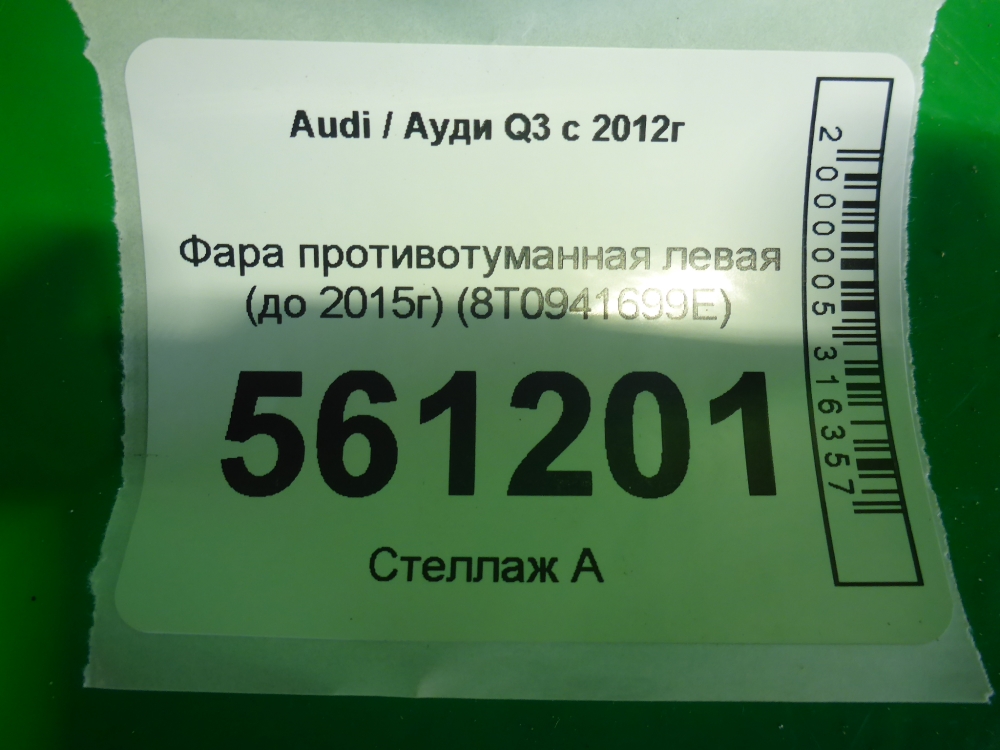 Audi / Ауди Q3 с 2012г
Фара противотуманная левая
(до 2015г) (8T0941699E)
561201
Стеллаж А
2000005316357